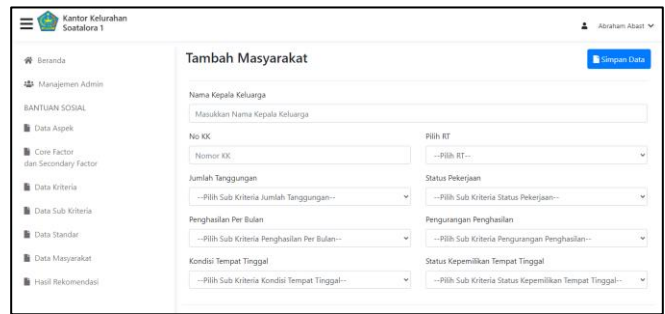 Kantor Kelurahan
Soatalora 1
Abraham Abast
Beranda
Manajemen Admin
BANTUAN SOSIAL
Data Aspek
Core Factor
dan Secondary Factor
Data Kriteria
Data Sub Kriteria
Data Standar
Data Masyarakat
Hasil Rekomendasi
Tambah Masyarakat
Simpan Data
Nama Kepala Keluarga
Masukkan Nama Kepala Keluarga
No KK
Pilih RT
Nomor KK
--Pilih RT--
Jumlah Tanggungan
Status Pekerjaan
--Pilih Sub Kriteria Jumlah Tanggungan--
--Pilih Sub Kriteria Status Pekerjaan--
Penghasilan Per Bulan
Pengurangan Penghasilan
--Pilih Sub Kriteria Penghasilan Per Bulan--
--Pilih Sub Kriteria Pengurangan Penghasilan--
Kondisi Tempat Tinggal
Status Kepemilikan Tempat Tinggal
--Pilih Sub Kriteria Kondisi Tempat Tinggal--
--Pilih Sub Kriteria Status Kepemilikan Tempat Tinggal--